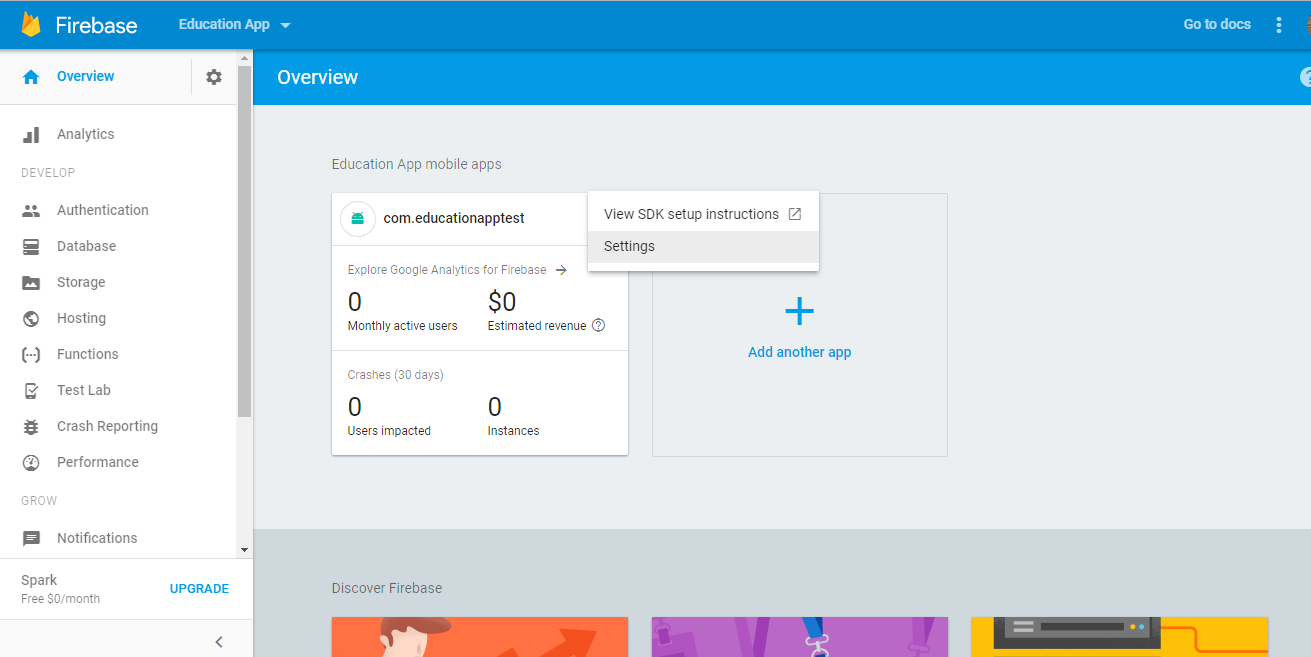 Firebase
Education App
Go to docs
Overview
Overview
Analytics
DEVELOP
Authentication
Database
Storage
Hosting
Functions
Test Lab
Crash Reporting
Performance
GROW
Notifications
Spark
Free $0/month
UPGRADE
Education App mobile apps
com.educationapptest
View SDK setup instructions
Settings
Explore Google Analytics for Firebase
0 $0
Monthly active users Estimated revenue
Crashes (30 days)
0 0
Users impacted Instances
Add another app
Discover Firebase